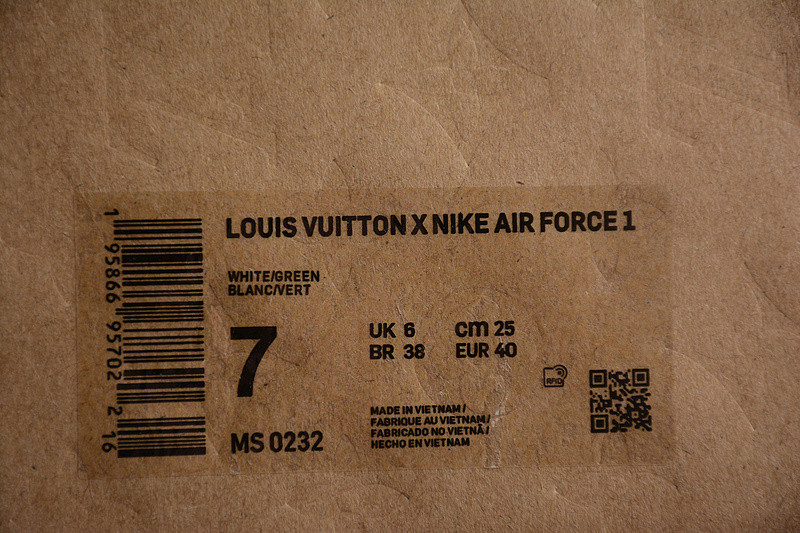 LOUIS VUITTON X NIKE AIR FORCE 1
WHITE/GREEN
BLANC/VERT
7
UK 6 cm 25
BR 38 EUR 40
MS 0232
MADE IN VIETNAM /
FABRIQUE AU VIETNAM /
FABRICADO NO VIETNÃ /
HECHO EN VIETNAM
RFID
1 95866 95702 2 16